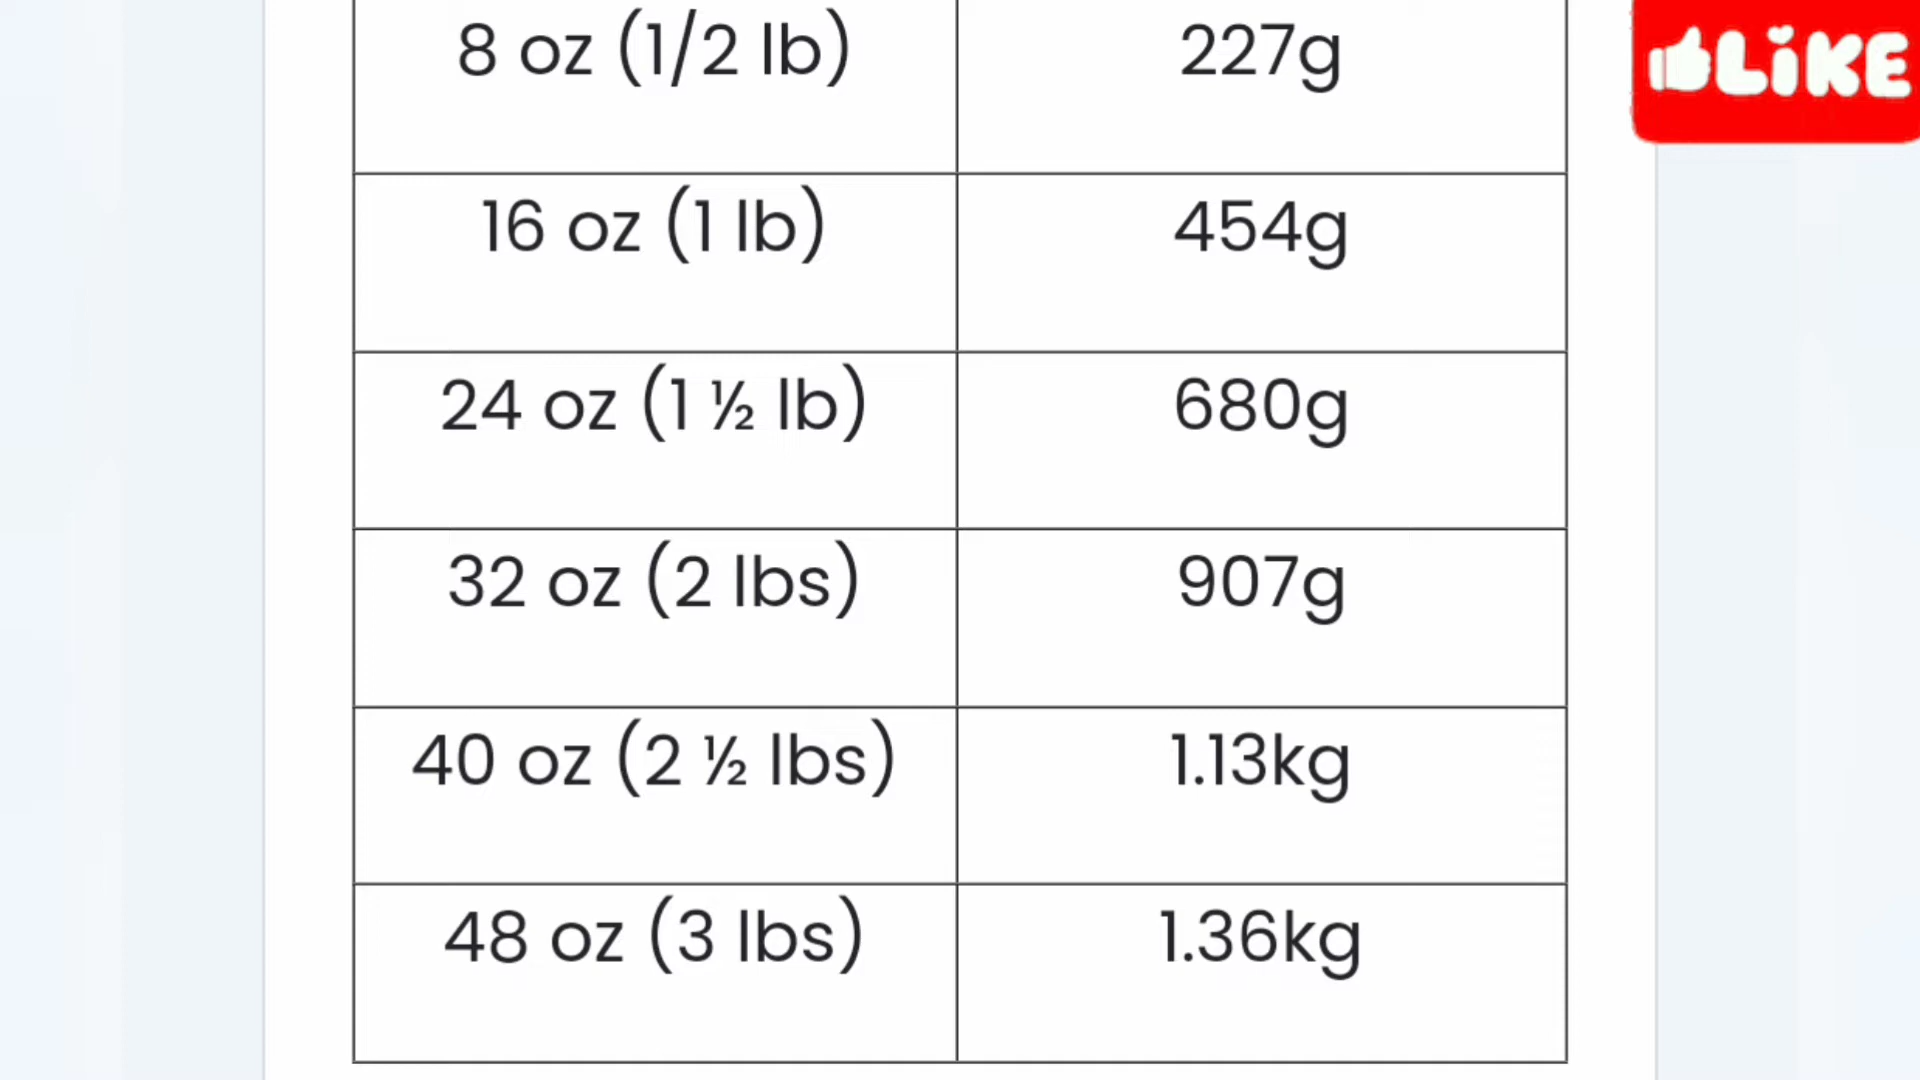 8 oz (1/2 lb) 227g
LiKE
16 oz (1 lb) 454g
24 oz (1 ½ lb) 680g
32 oz (2 lbs) 907g
40 oz (2 ½ lbs) 1.13kg
48 oz (3 lbs) 1.36kg